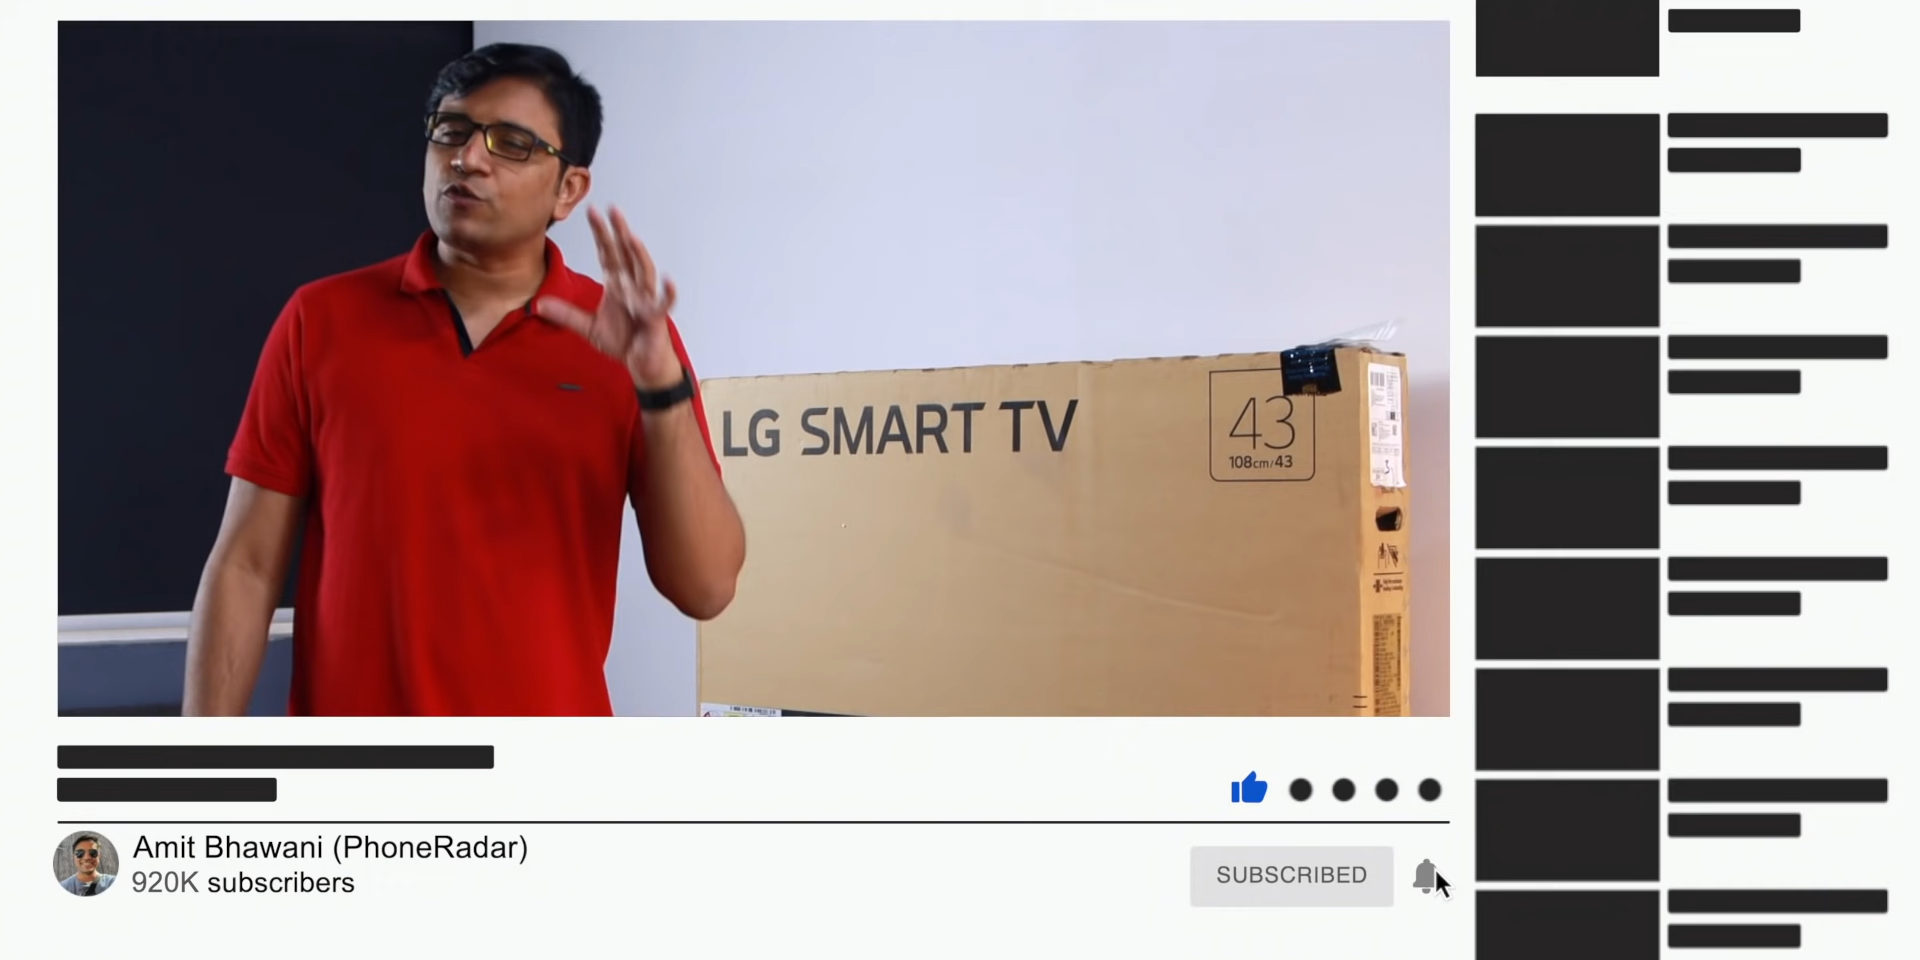 LG SMART TV
43
108cm/43
Amit Bhawani (PhoneRadar)
920K subscribers
SUBSCRIBED